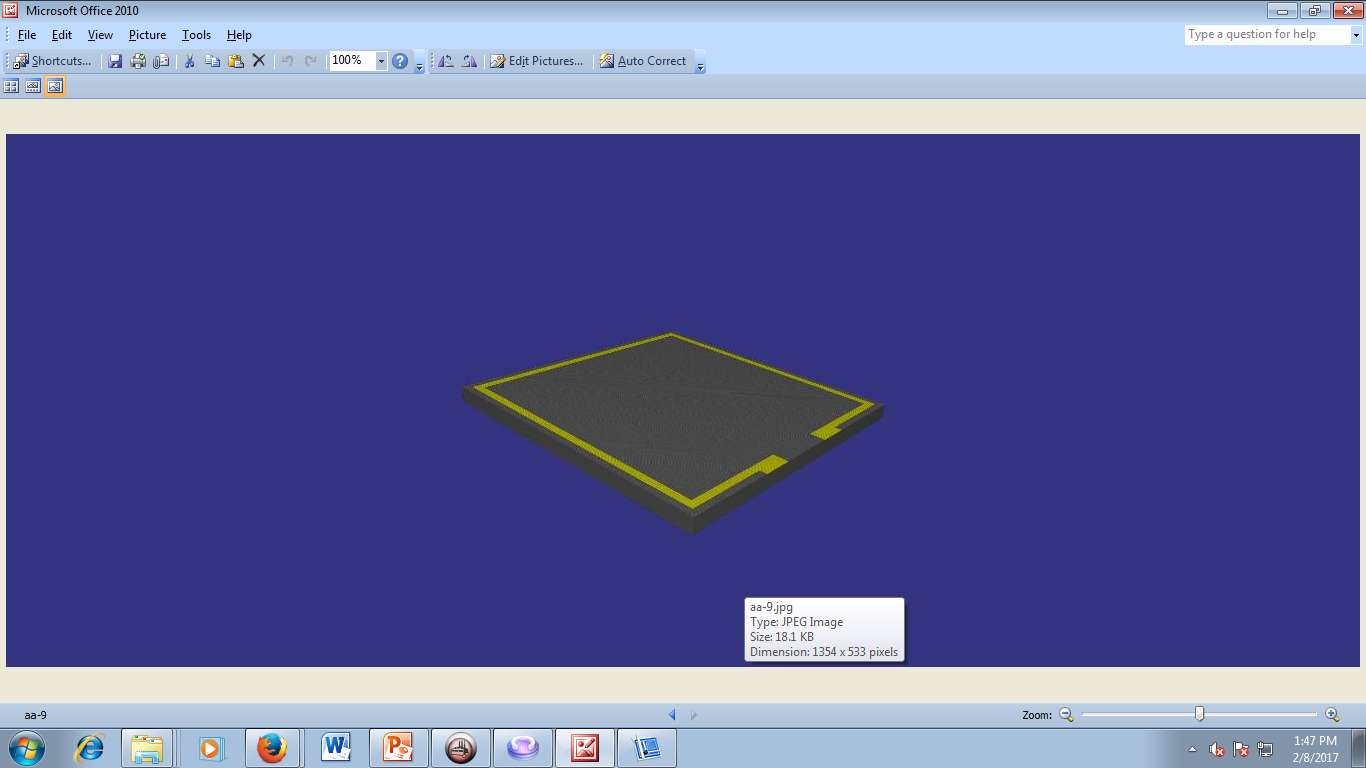 Microsoft Office 2010
File Edit View Picture Tools Help
Type a question for help
Shortcuts... 100% Edit Pictures... Auto Correct
aa-9.jpg
Type: JPEG Image
Size: 18.1 KB
Dimension: 1354 x 533 pixels
aa-9
Zoom:
1:47 PM
2/8/2017